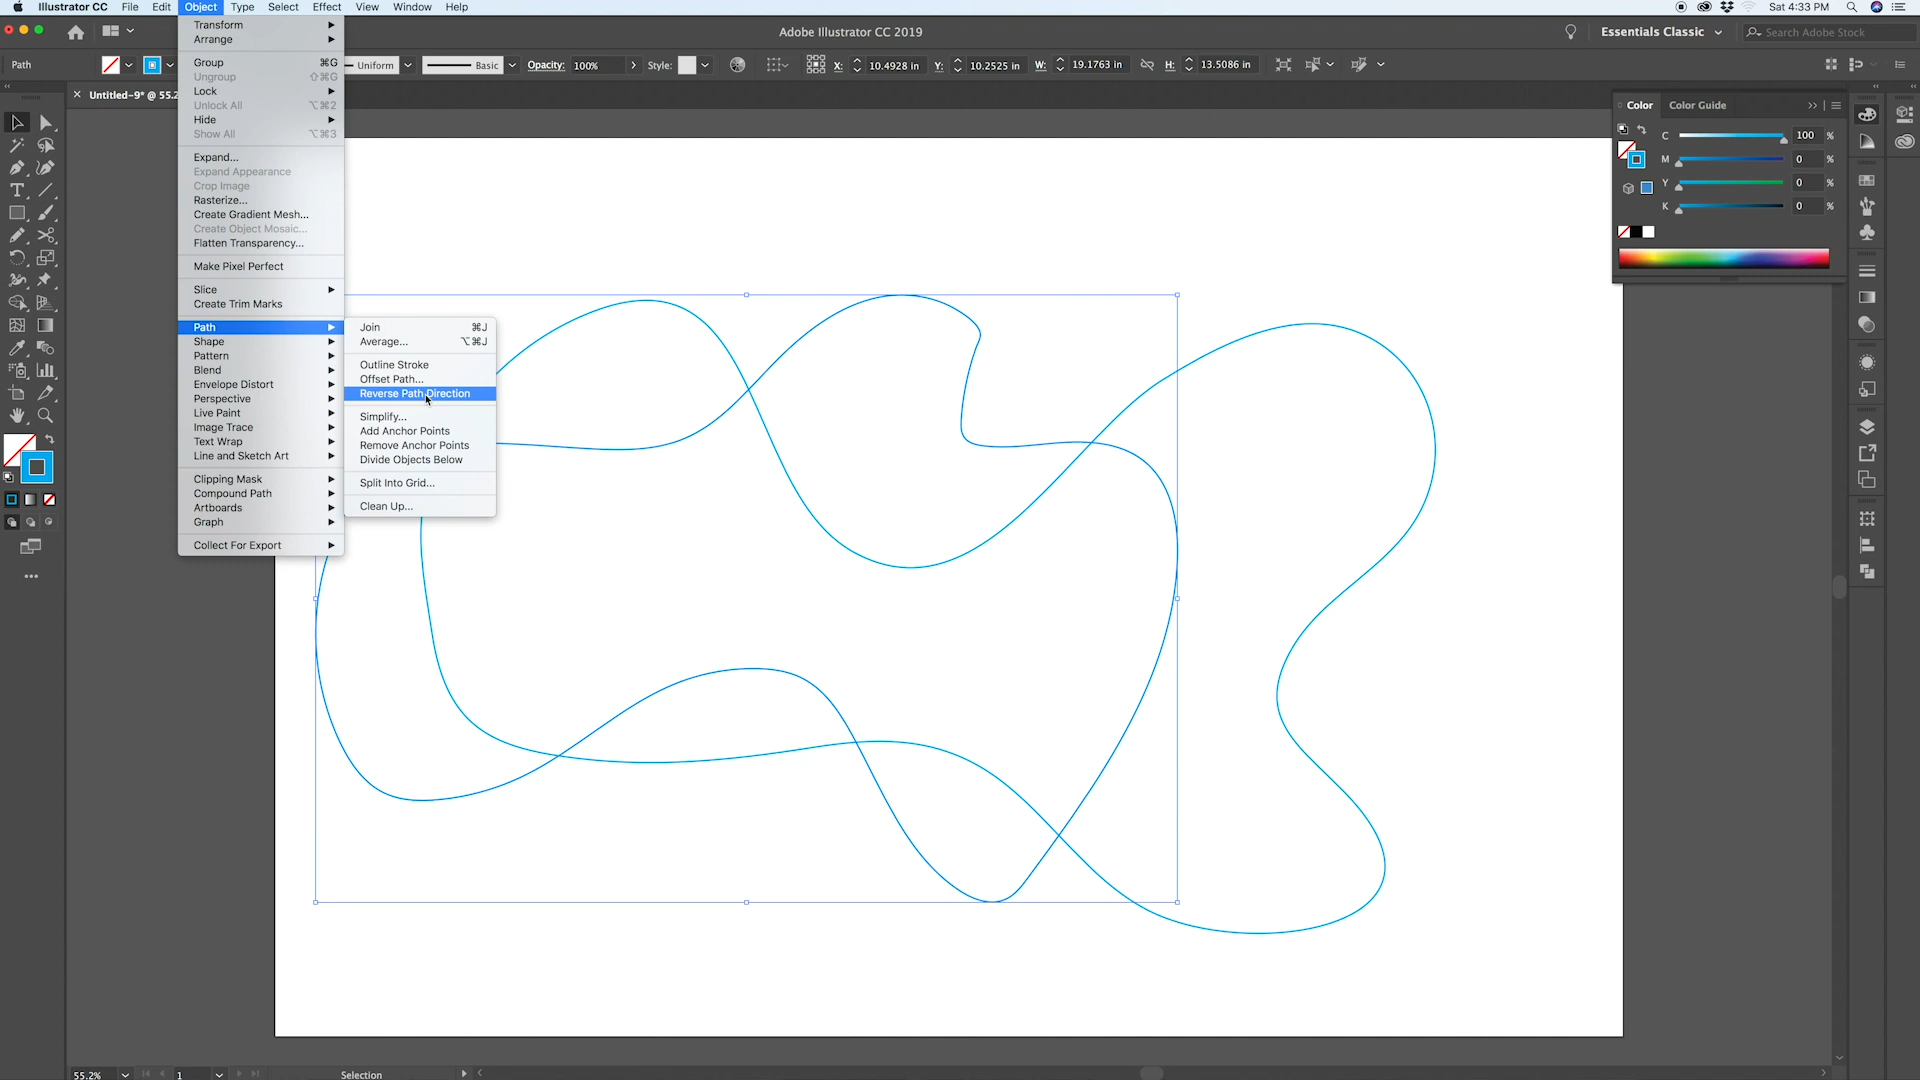 Illustrator CC File Edit Object Type Select Effect View Window Help
Sat 4:33 PM
Adobe Illustrator CC 2019
Essentials Classic
Search Adobe Stock
Path
Uniform
Basic
Opacity: 100%
Style:
X: 10.4928 in
Y: 10.2525 in
W: 19.1763 in
H: 13.5086 in
Untitled-9* @ 55.2
Transform
Arrange
Group ⌘G
Ungroup ⇧⌘G
Lock
Unlock All ⌥⌘2
Hide
Show All ⌥⌘3
Expand...
Expand Appearance
Crop Image
Rasterize...
Create Gradient Mesh...
Create Object Mosaic...
Flatten Transparency...
Make Pixel Perfect
Slice
Create Trim Marks
Path
Shape
Pattern
Blend
Envelope Distort
Perspective
Live Paint
Image Trace
Text Wrap
Line and Sketch Art
Clipping Mask
Compound Path
Artboards
Graph
Collect For Export
Join ⌘J
Average... ⌥⌘J
Outline Stroke
Offset Path...
Reverse Path Direction
Simplify...
Add Anchor Points
Remove Anchor Points
Divide Objects Below
Split Into Grid...
Clean Up...
Color Color Guide
C 100 %
M 0 %
Y 0 %
K 0 %
55.2%
1
Selection